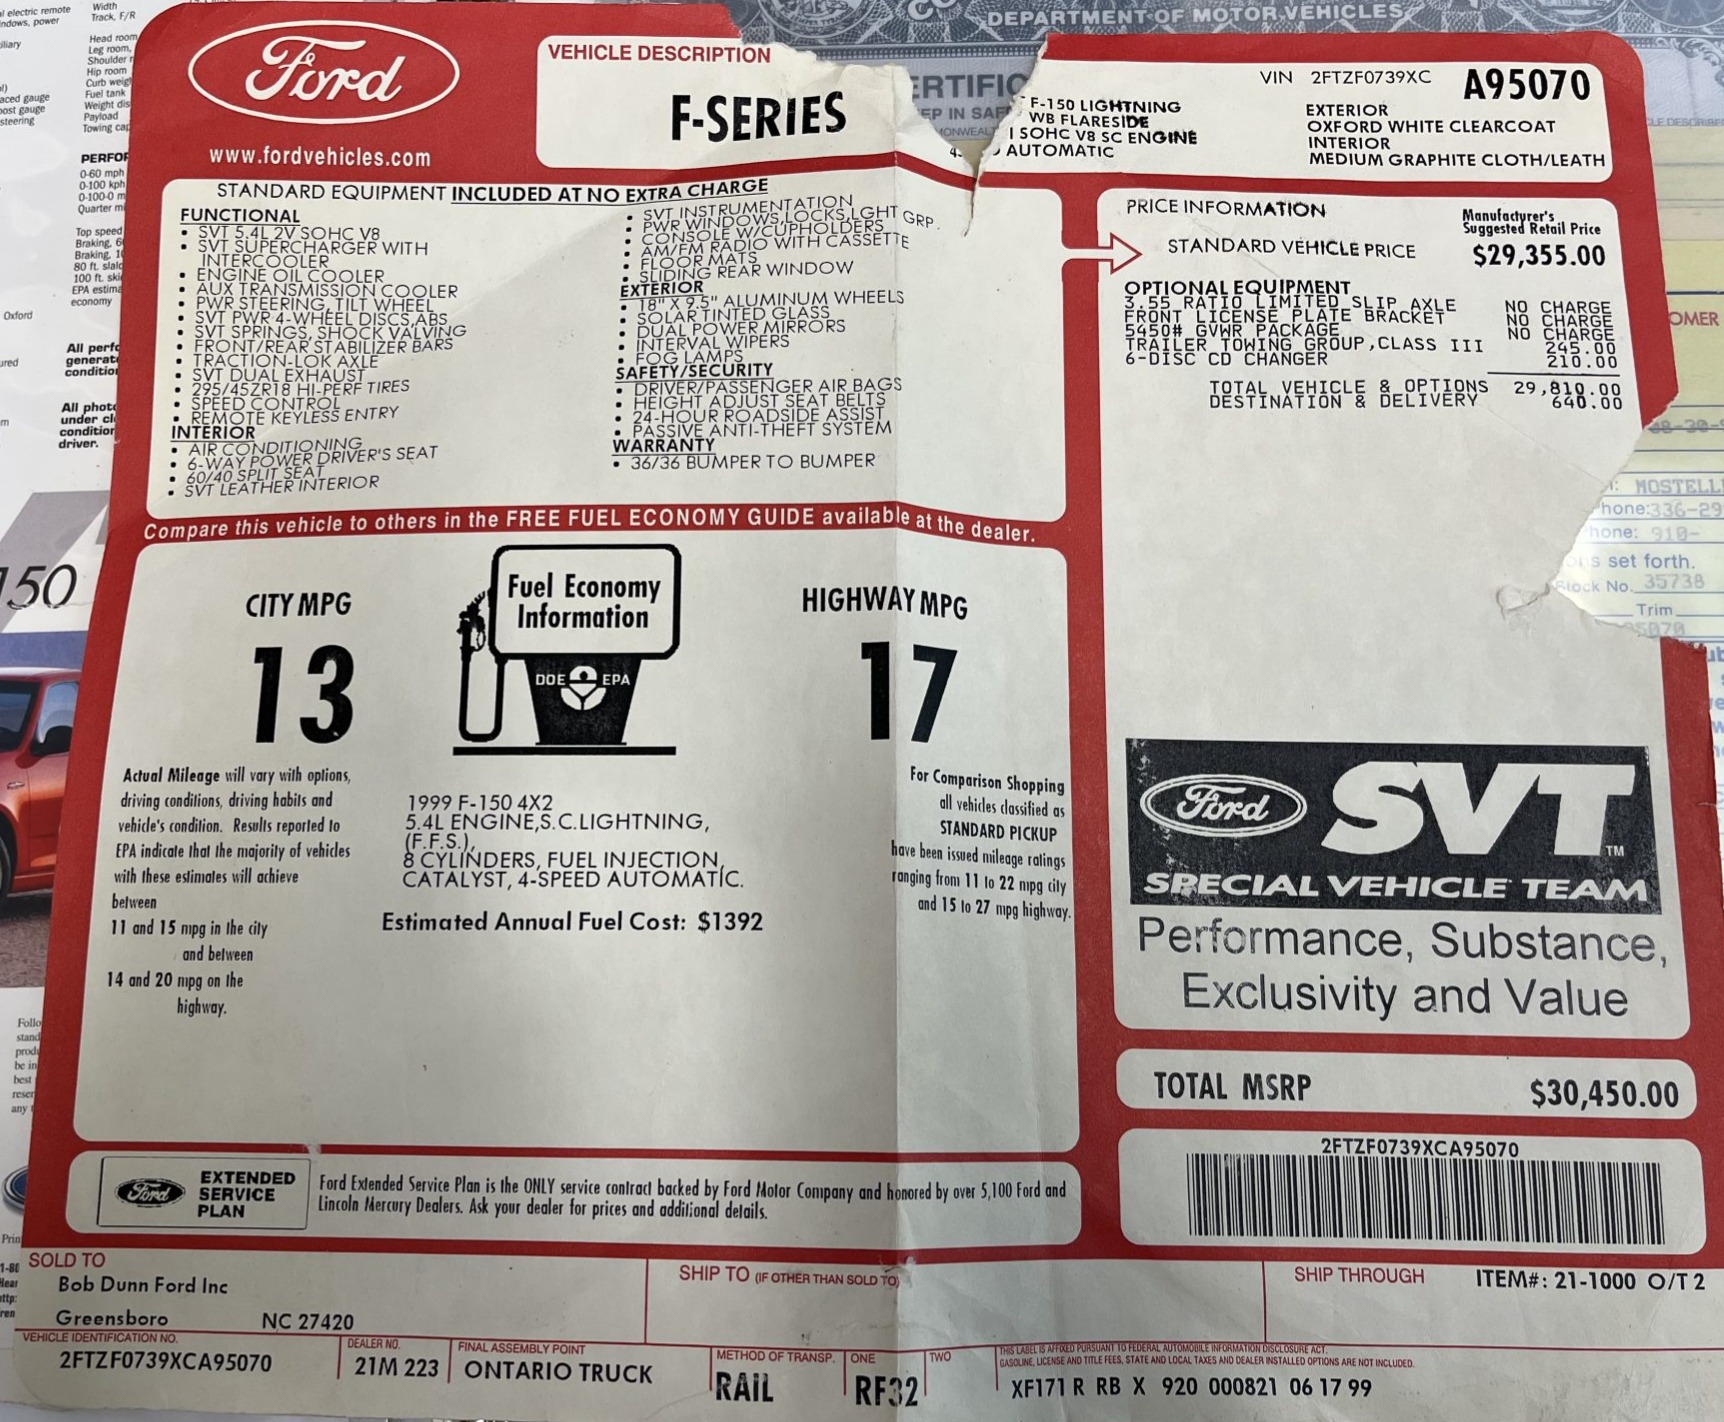 Ford
www.fordvehicles.com
VEHICLE DESCRIPTION
F-SERIES
DEPARTMENT OF MOTOR VEHICLES
F-150 LIGHTNING
WB FLARESIDE
SOHC V8 SC ENGINE
AUTOMATIC
VIN 2FTZF0739XC A95070
EXTERIOR
OXFORD WHITE CLEARCOAT
INTERIOR
MEDIUM GRAPHITE CLOTH/LEATH
STANDARD EQUIPMENT INCLUDED AT NO EXTRA CHARGE
FUNCTIONAL
• SVT 5.4L 2V SOHC V8
• SVT SUPERCHARGER WITH
INTERCOOLER
• ENGINE OIL COOLER
• AUX TRANSMISSION COOLER
• PWR STEERING, TILT WHEEL
• SVT PWR 4-WHEEL DISCS,ABS
• SVT SPRINGS, SHOCK VALVING
• FRONT/REAR STABILIZER BARS
• TRACTION-LOK AXLE
• SVT DUAL EXHAUST
• 295/45ZR18 HI-PERF TIRES
• SPEED CONTROL
• REMOTE KEYLESS ENTRY
INTERIOR
• AIR CONDITIONING
• 6-WAY POWER DRIVER'S SEAT
• 60/40 SPLIT SEAT
• SVT LEATHER INTERIOR
• SVT INSTRUMENTATION
• PWR WINDOWS,LOCKS,LGHT GRP.
• CONSOLE W/CUPHOLDERS
• AM/FM RADIO WITH CASSETTE
• FLOOR MATS
• SLIDING REAR WINDOW
EXTERIOR
• 18" X 9.5" ALUMINUM WHEELS
• SOLAR TINTED GLASS
• DUAL POWER MIRRORS
• INTERVAL WIPERS
• FOG LAMPS
SAFETY/SECURITY
• DRIVER/PASSENGER AIR BAGS
• HEIGHT ADJUST SEAT BELTS
• 24-HOUR ROADSIDE ASSIST
• PASSIVE ANTI-THEFT SYSTEM
WARRANTY
• 36/36 BUMPER TO BUMPER
PRICE INFORMATION
Manufacturer's
Suggested Retail Price
STANDARD VEHICLE PRICE $29,355.00
OPTIONAL EQUIPMENT
3.55 RATIO LIMITED SLIP AXLE NO CHARGE
FRONT LICENSE PLATE BRACKET NO CHARGE
5450# GVWR PACKAGE NO CHARGE
TRAILER TOWING GROUP,CLASS III 245.00
6-DISC CD CHANGER 210.00
TOTAL VEHICLE & OPTIONS 29,810.00
DESTINATION & DELIVERY 640.00
Compare this vehicle to others in the FREE FUEL ECONOMY GUIDE available at the dealer.
CITY MPG
13
Fuel Economy
Information
DOE EPA
HIGHWAY MPG
17
Actual Mileage will vary with options,
driving conditions, driving habits and
vehicle's condition. Results reported to
EPA indicate that the majority of vehicles
with these estimates will achieve
between
11 and 15 mpg in the city
and between
14 and 20 mpg on the
highway.
1999 F-150 4X2
5.4L ENGINE,S.C.LIGHTNING,
(F.F.S.),
8 CYLINDERS, FUEL INJECTION,
CATALYST, 4-SPEED AUTOMATIC.
Estimated Annual Fuel Cost: $1392
For Comparison Shopping
all vehicles classified as
STANDARD PICKUP
have been issued mileage ratings
ranging from 11 to 22 mpg city
and 15 to 27 mpg highway.
Ford SVT™
SPECIAL VEHICLE TEAM
Performance, Substance,
Exclusivity and Value
TOTAL MSRP $30,450.00
2FTZF0739XCA95070
Ford EXTENDED
SERVICE
PLAN
Ford Extended Service Plan is the ONLY service contract backed by Ford Motor Company and honored by over 5,100 Ford and
Lincoln Mercury Dealers. Ask your dealer for prices and additional details.
SOLD TO
Bob Dunn Ford Inc
Greensboro NC 27420
SHIP TO (IF OTHER THAN SOLD TO)
SHIP THROUGH
ITEM#: 21-1000 O/T 2
VEHICLE IDENTIFICATION NO.
2FTZF0739XCA95070
DEALER NO.
21M 223
FINAL ASSEMBLY POINT
ONTARIO TRUCK
METHOD OF TRANSP.
RAIL
ONE
RF32
TWO
THIS LABEL IS AFFIXED PURSUANT TO FEDERAL AUTOMOBILE INFORMATION DISCLOSURE ACT.
GASOLINE, LICENSE AND TITLE FEES, STATE AND LOCAL TAXES AND DEALER INSTALLED OPTIONS ARE NOT INCLUDED.
XF171 R RB X 920 000821 06 17 99